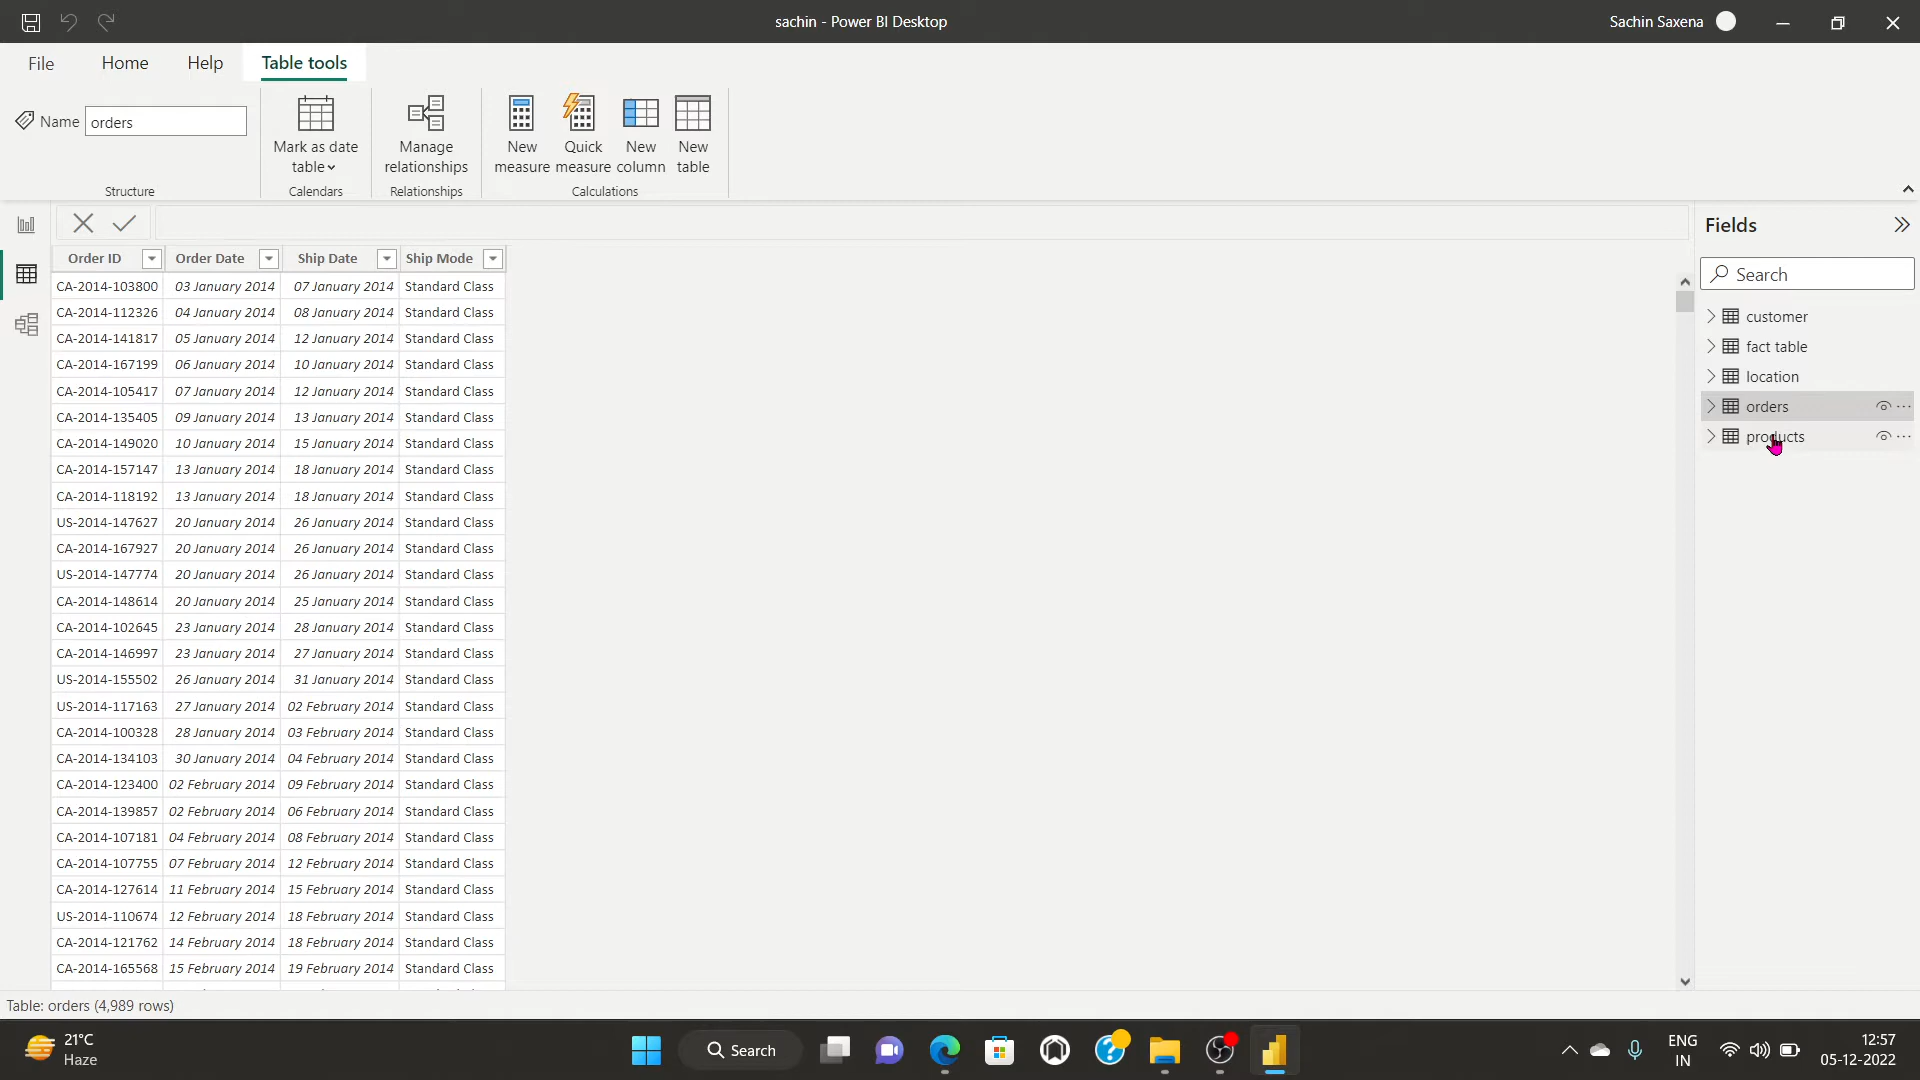 sachin - Power BI Desktop
Sachin Saxena
File Home Help Table tools
Name orders
Mark as date table
Manage relationships
New measure
Quick measure
New column
New table
Structure Calendars Relationships Calculations
Fields
Search
customer
fact table
location
orders
products
Order ID Order Date Ship Date Ship Mode
CA-2014-103800 03 January 2014 07 January 2014 Standard Class
CA-2014-112326 04 January 2014 08 January 2014 Standard Class
CA-2014-141817 05 January 2014 12 January 2014 Standard Class
CA-2014-167199 06 January 2014 10 January 2014 Standard Class
CA-2014-105417 07 January 2014 12 January 2014 Standard Class
CA-2014-135405 09 January 2014 13 January 2014 Standard Class
CA-2014-149020 10 January 2014 15 January 2014 Standard Class
CA-2014-157147 13 January 2014 18 January 2014 Standard Class
CA-2014-118192 13 January 2014 18 January 2014 Standard Class
US-2014-147627 20 January 2014 26 January 2014 Standard Class
CA-2014-167927 20 January 2014 26 January 2014 Standard Class
US-2014-147774 20 January 2014 26 January 2014 Standard Class
CA-2014-148614 20 January 2014 25 January 2014 Standard Class
CA-2014-102645 23 January 2014 28 January 2014 Standard Class
CA-2014-146997 23 January 2014 27 January 2014 Standard Class
US-2014-155502 26 January 2014 31 January 2014 Standard Class
US-2014-117163 27 January 2014 02 February 2014 Standard Class
CA-2014-100328 28 January 2014 03 February 2014 Standard Class
CA-2014-134103 30 January 2014 04 February 2014 Standard Class
CA-2014-123400 02 February 2014 09 February 2014 Standard Class
CA-2014-139857 02 February 2014 06 February 2014 Standard Class
CA-2014-107181 04 February 2014 08 February 2014 Standard Class
CA-2014-107755 07 February 2014 12 February 2014 Standard Class
CA-2014-127614 11 February 2014 15 February 2014 Standard Class
US-2014-110674 12 February 2014 18 February 2014 Standard Class
CA-2014-121762 14 February 2014 18 February 2014 Standard Class
CA-2014-165568 15 February 2014 19 February 2014 Standard Class
Table: orders (4,989 rows)
21°C
Haze
Search
ENG
IN
12:57
05-12-2022